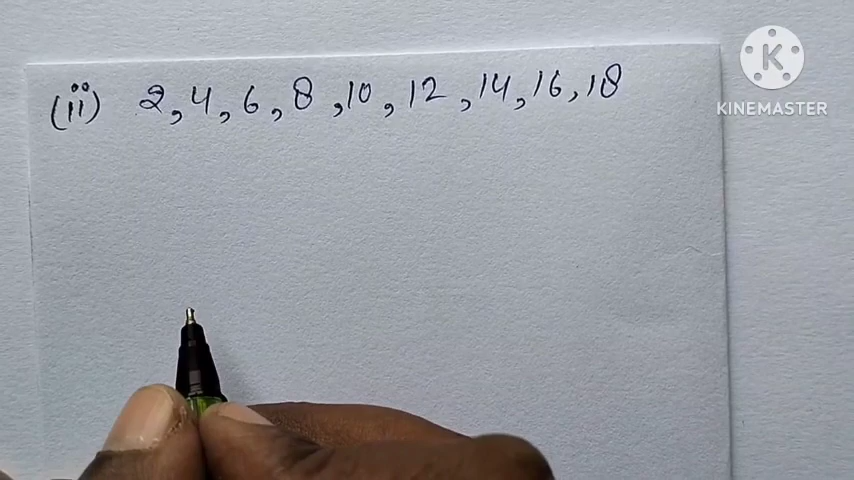 (ii) 2, 4, 6, 8, 10, 12, 14, 16, 18
KINEMASTER